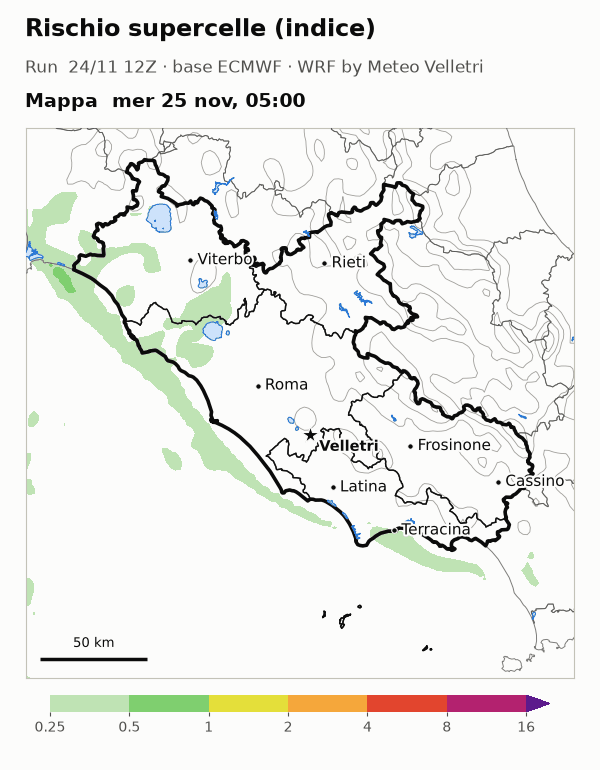 Rischio supercelle (indice)
Run  24/11 12Z · base ECMWF · WRF by Meteo Velletri
Mappa  mer 25 nov, 05:00
Viterbo
Rieti
Roma
Velletri
Frosinone
Cassino
Latina
Terracina
50 km
0.25 0.5 1 2 4 8 16